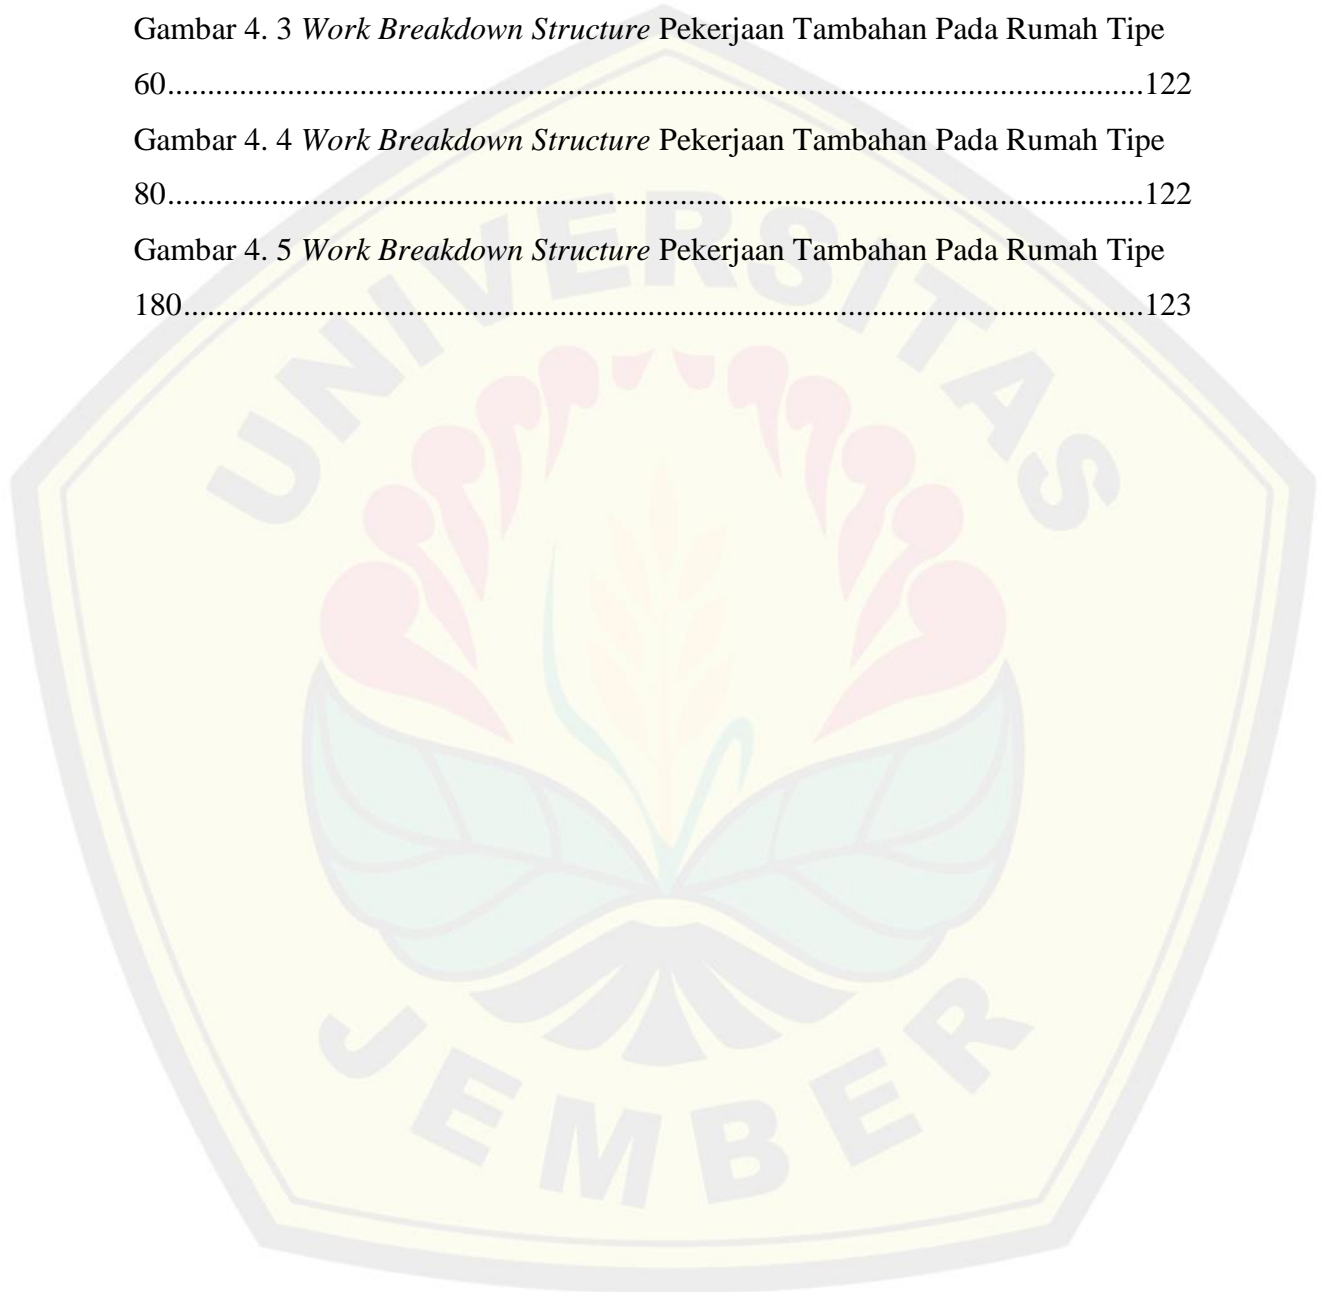 Gambar 4. 3 Work Breakdown Structure Pekerjaan Tambahan Pada Rumah Tipe
60..........................................................................................................................122
Gambar 4. 4 Work Breakdown Structure Pekerjaan Tambahan Pada Rumah Tipe
80..........................................................................................................................122
Gambar 4. 5 Work Breakdown Structure Pekerjaan Tambahan Pada Rumah Tipe
180........................................................................................................................123
UNIVERSITAS
JEMBER